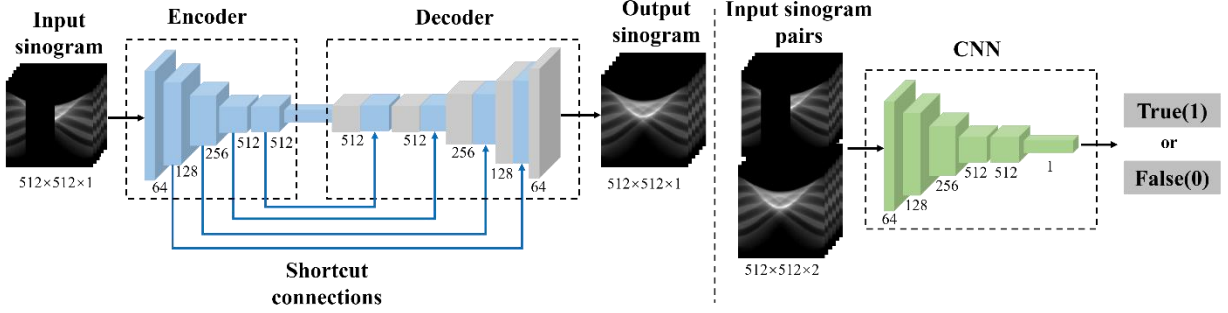 Input
sinogram
Encoder
Decoder
Output
sinogram
512×512×1
64
128
256
512
512
512
512
256
128
64
512×512×1
Shortcut
connections
Input sinogram
pairs
CNN
512×512×2
64
128
256
512
512
1
True(1)
or
False(0)